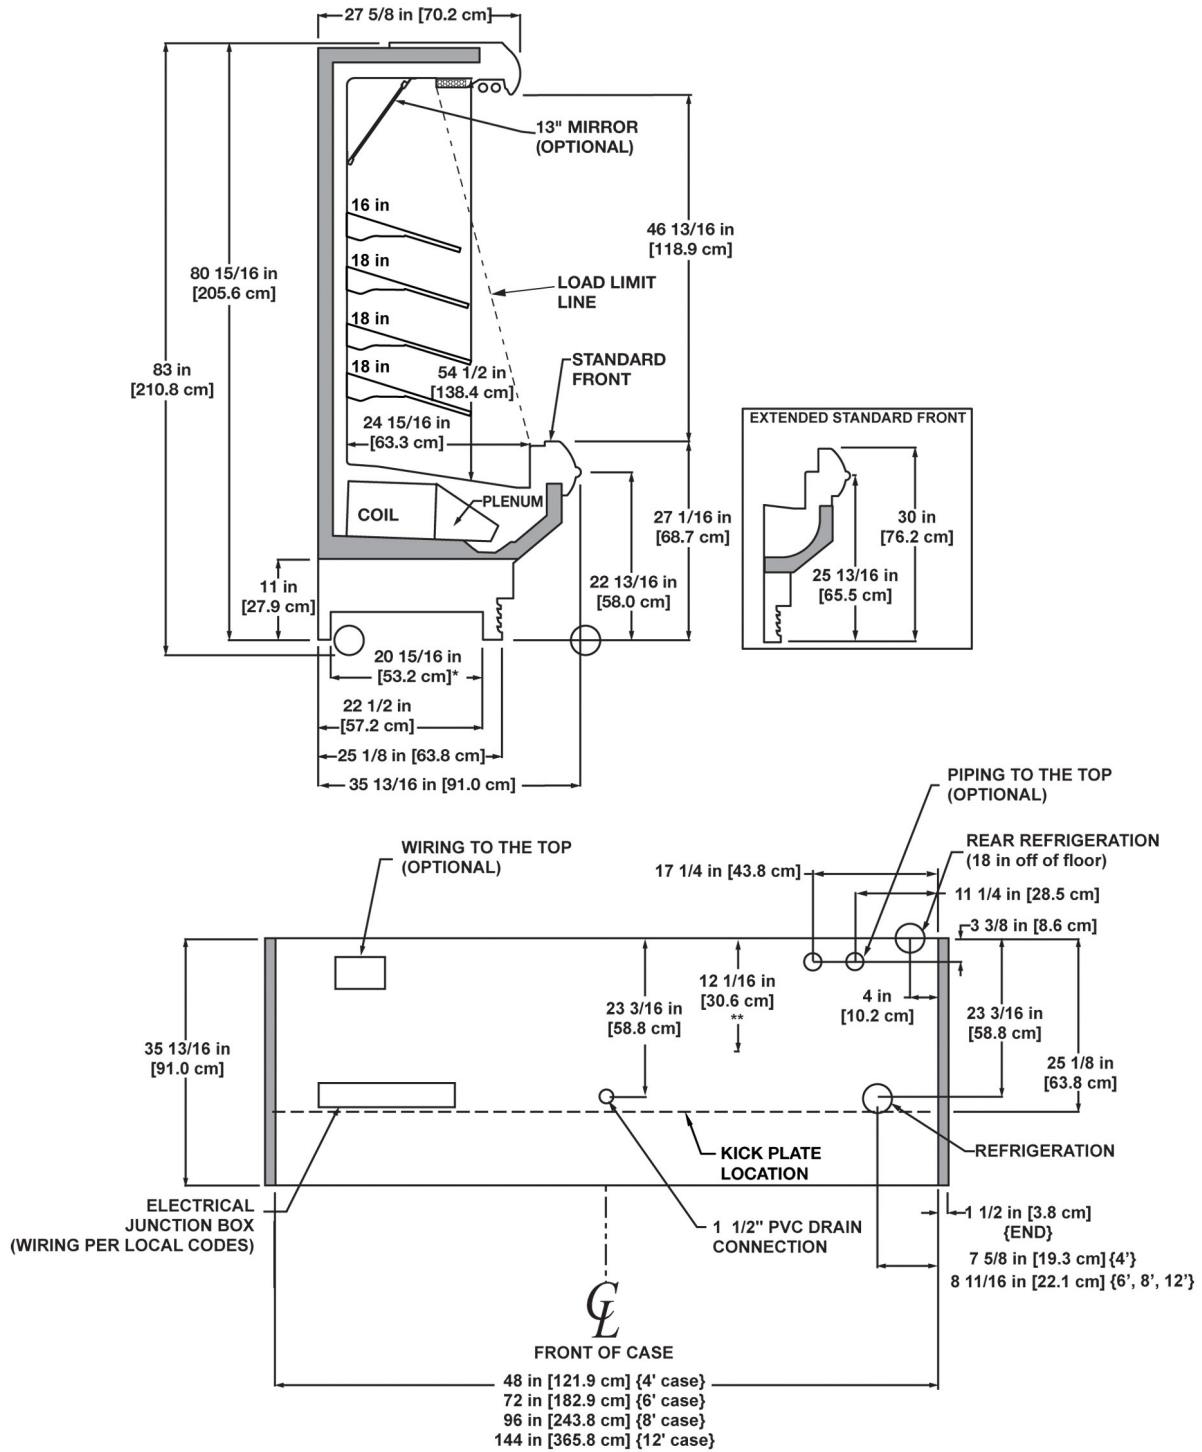 27 5/8 in [70.2 cm]
13" MIRROR
(OPTIONAL)
16 in
46 13/16 in
[118.9 cm]
18 in
80 15/16 in
[205.6 cm]
LOAD LIMIT
LINE
18 in
83 in
[210.8 cm]
18 in
54 1/2 in
[138.4 cm]
STANDARD
FRONT
24 15/16 in
[63.3 cm]
EXTENDED STANDARD FRONT
COIL
PLENUM
27 1/16 in
[68.7 cm]
30 in
[76.2 cm]
11 in
[27.9 cm]
22 13/16 in
[58.0 cm]
25 13/16 in
[65.5 cm]
20 15/16 in
[53.2 cm]*
22 1/2 in
[57.2 cm]
25 1/8 in [63.8 cm]
35 13/16 in [91.0 cm]
PIPING TO THE TOP
(OPTIONAL)
WIRING TO THE TOP
(OPTIONAL)
REAR REFRIGERATION
(18 in off of floor)
17 1/4 in [43.8 cm]
11 1/4 in [28.5 cm]
3 3/8 in [8.6 cm]
12 1/16 in
[30.6 cm]
**
4 in
[10.2 cm]
23 3/16 in
[58.8 cm]
23 3/16 in
[58.8 cm]
35 13/16 in
[91.0 cm]
25 1/8 in
[63.8 cm]
KICK PLATE
LOCATION
REFRIGERATION
ELECTRICAL
JUNCTION BOX
(WIRING PER LOCAL CODES)
1 1/2" PVC DRAIN
CONNECTION
1 1/2 in [3.8 cm]
{END}
7 5/8 in [19.3 cm] {4’}
8 11/16 in [22.1 cm] {6’, 8’, 12’}
CL
FRONT OF CASE
48 in [121.9 cm] {4' case}
72 in [182.9 cm] {6' case}
96 in [243.8 cm] {8' case}
144 in [365.8 cm] {12' case}